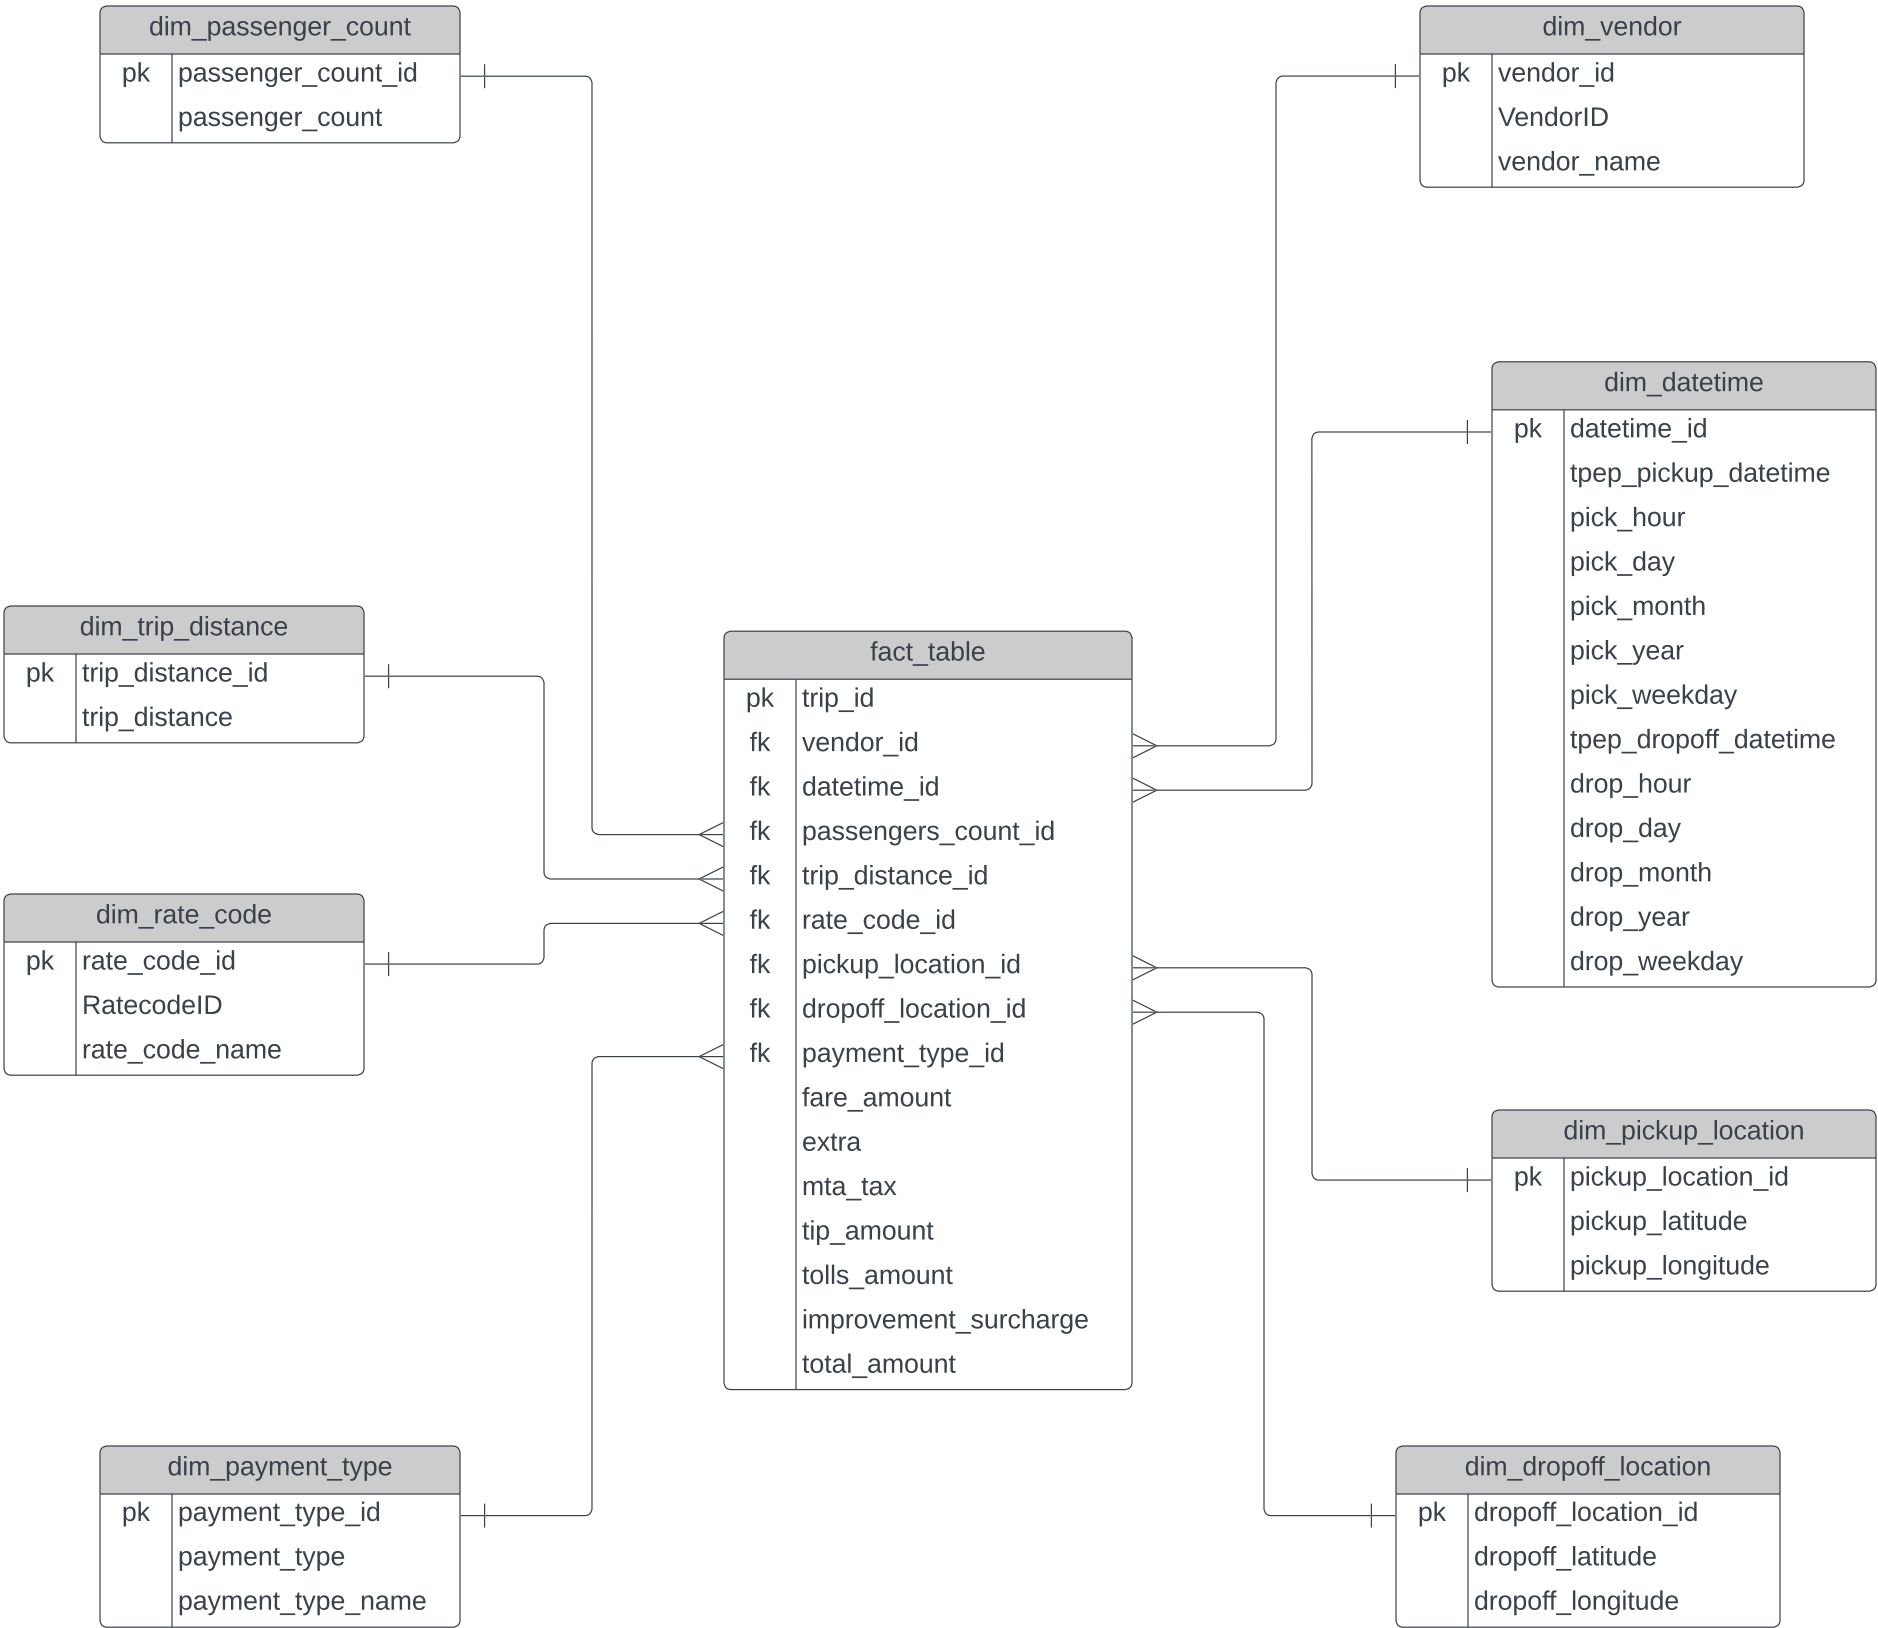 dim_passenger_count
pk passenger_count_id
passenger_count
dim_vendor
pk vendor_id
VendorID
vendor_name
dim_datetime
pk datetime_id
tpep_pickup_datetime
pick_hour
pick_day
pick_month
pick_year
pick_weekday
tpep_dropoff_datetime
drop_hour
drop_day
drop_month
drop_year
drop_weekday
dim_trip_distance
pk trip_distance_id
trip_distance
fact_table
pk trip_id
fk vendor_id
fk datetime_id
fk passengers_count_id
fk trip_distance_id
fk rate_code_id
fk pickup_location_id
fk dropoff_location_id
fk payment_type_id
fare_amount
extra
mta_tax
tip_amount
tolls_amount
improvement_surcharge
total_amount
dim_rate_code
pk rate_code_id
RatecodeID
rate_code_name
dim_pickup_location
pk pickup_location_id
pickup_latitude
pickup_longitude
dim_payment_type
pk payment_type_id
payment_type
payment_type_name
dim_dropoff_location
pk dropoff_location_id
dropoff_latitude
dropoff_longitude